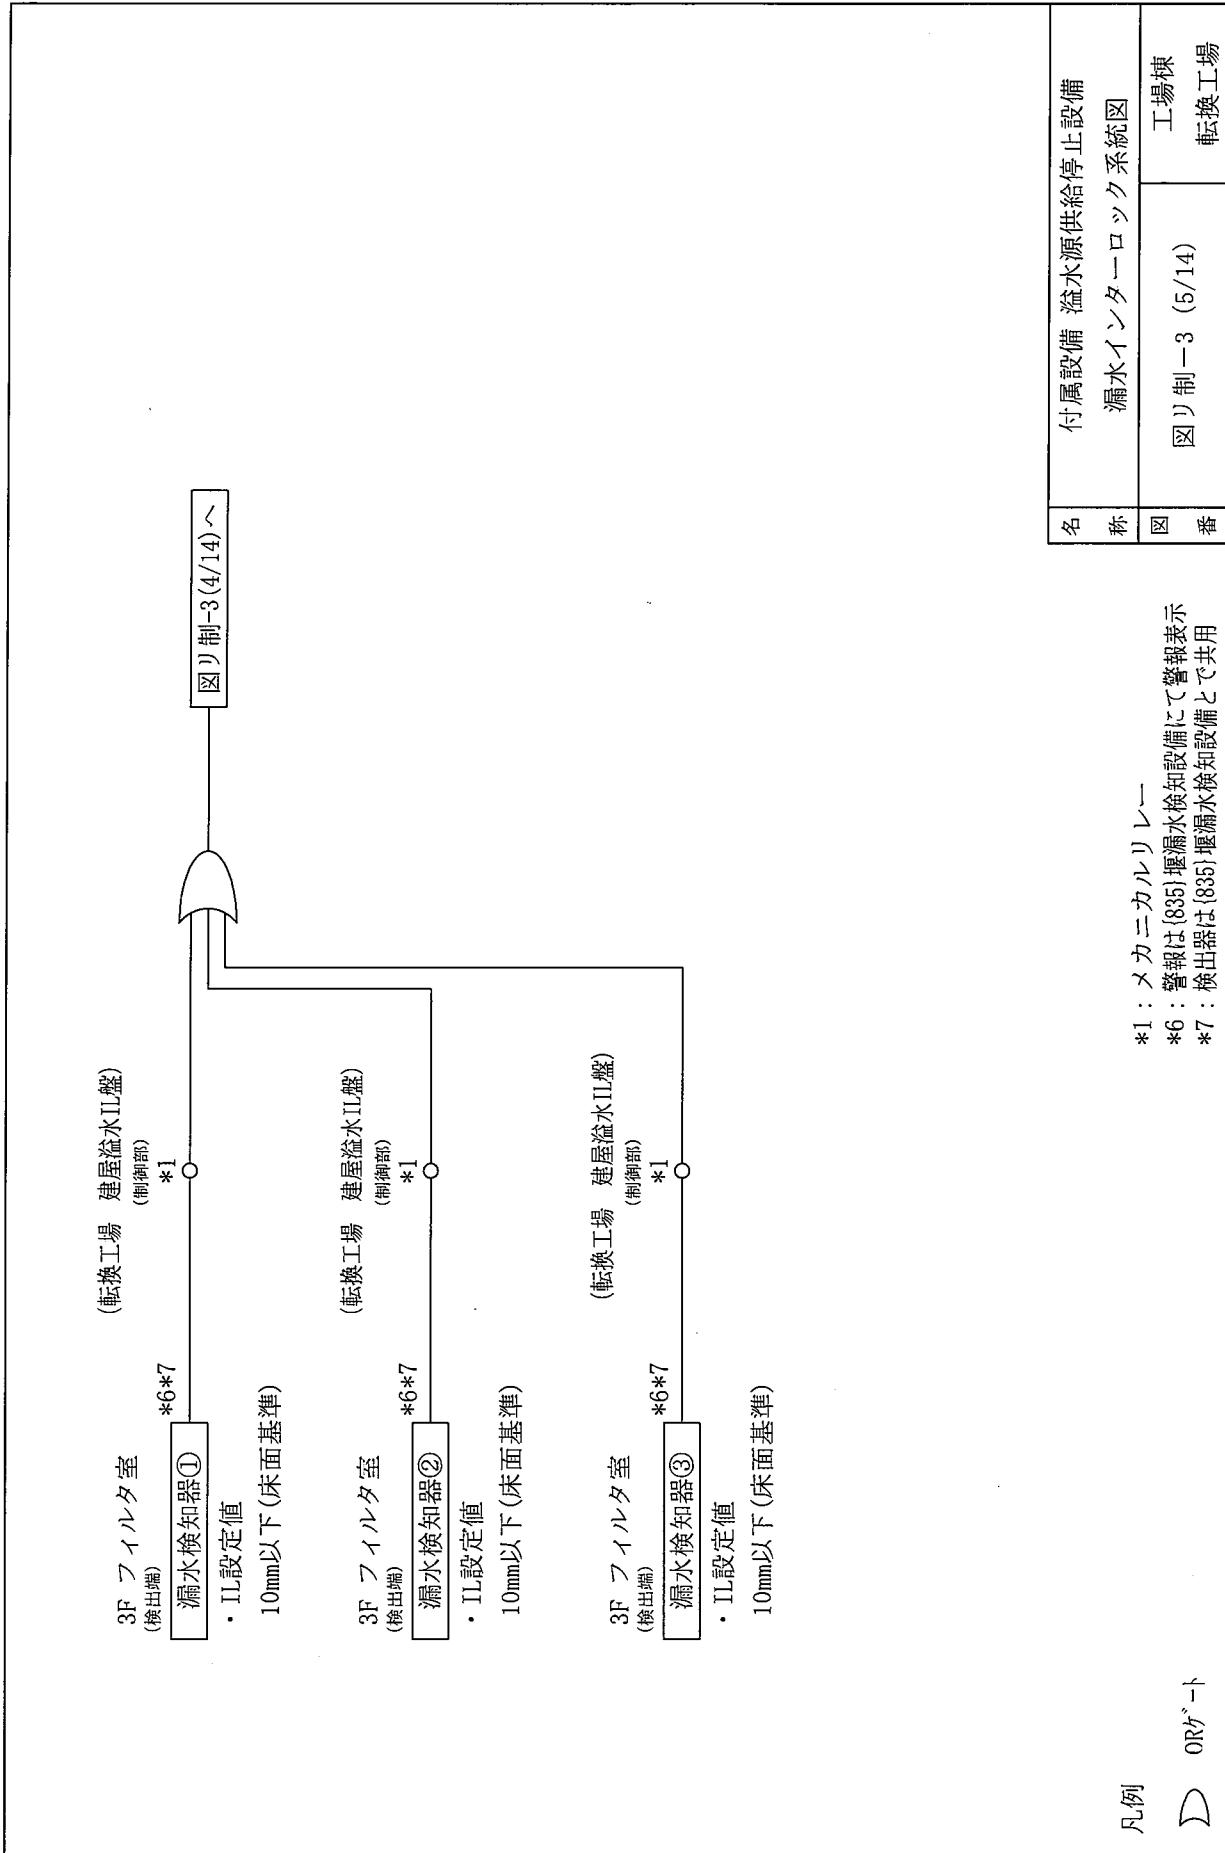 3F フィルタ室
(検出端)
漏水検知器①
*6*7
・IL設定値
10mm以下(床面基準)
(転換工場 建屋溢水IL盤)
(制御部)
*1
3F フィルタ室
(検出端)
漏水検知器②
*6*7
・IL設定値
10mm以下(床面基準)
(転換工場 建屋溢水IL盤)
(制御部)
*1
3F フィルタ室
(検出端)
漏水検知器③
*6*7
・IL設定値
10mm以下(床面基準)
(転換工場 建屋溢水IL盤)
(制御部)
*1
図リ制-3(4/14)へ
凡例
ORゲート
*1：メカニカルリレー
*6：警報は{835}堰漏水検知設備にて警報表示
*7：検出器は{835}堰漏水検知設備とで共用
名称
付属設備 溢水源供給停止設備
漏水インターロック系統図
図番
図リ制－3 (5/14)
工場棟
転換工場